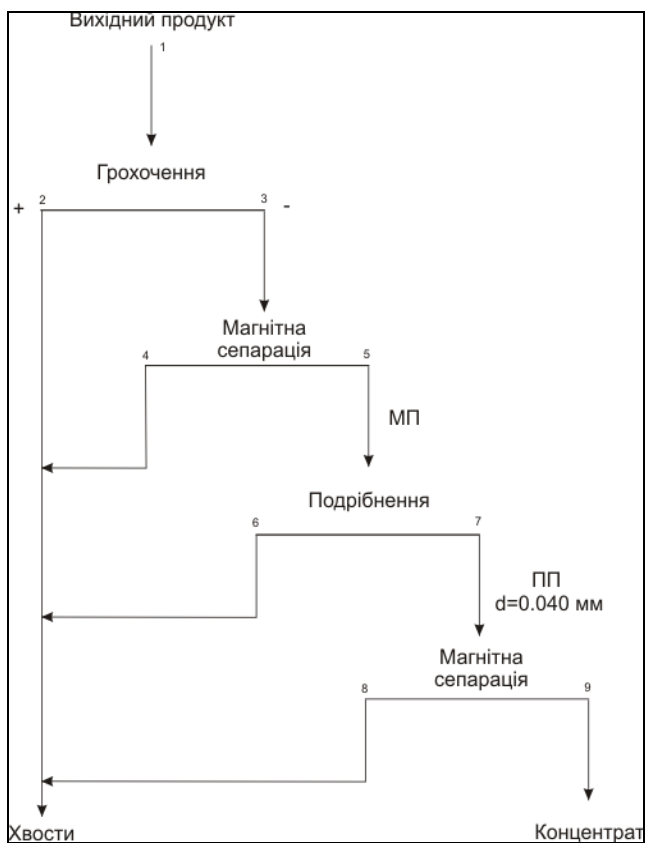 Вихідний продукт
1
Грохочення
+ 2 3 -
Магнітна
сепарація
4 5
МП
Подрібнення
6 7
ПП
d=0.040 мм
Магнітна
сепарація
8 9
Хвости Концентрат